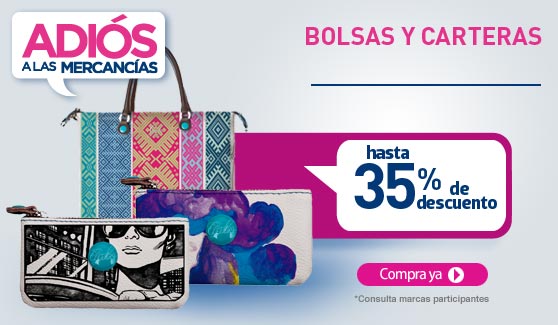 ADIÓS
A LAS MERCANCÍAS
BOLSAS Y CARTERAS
hasta
35% de
descuento
Compra ya
*Consulta marcas participantes